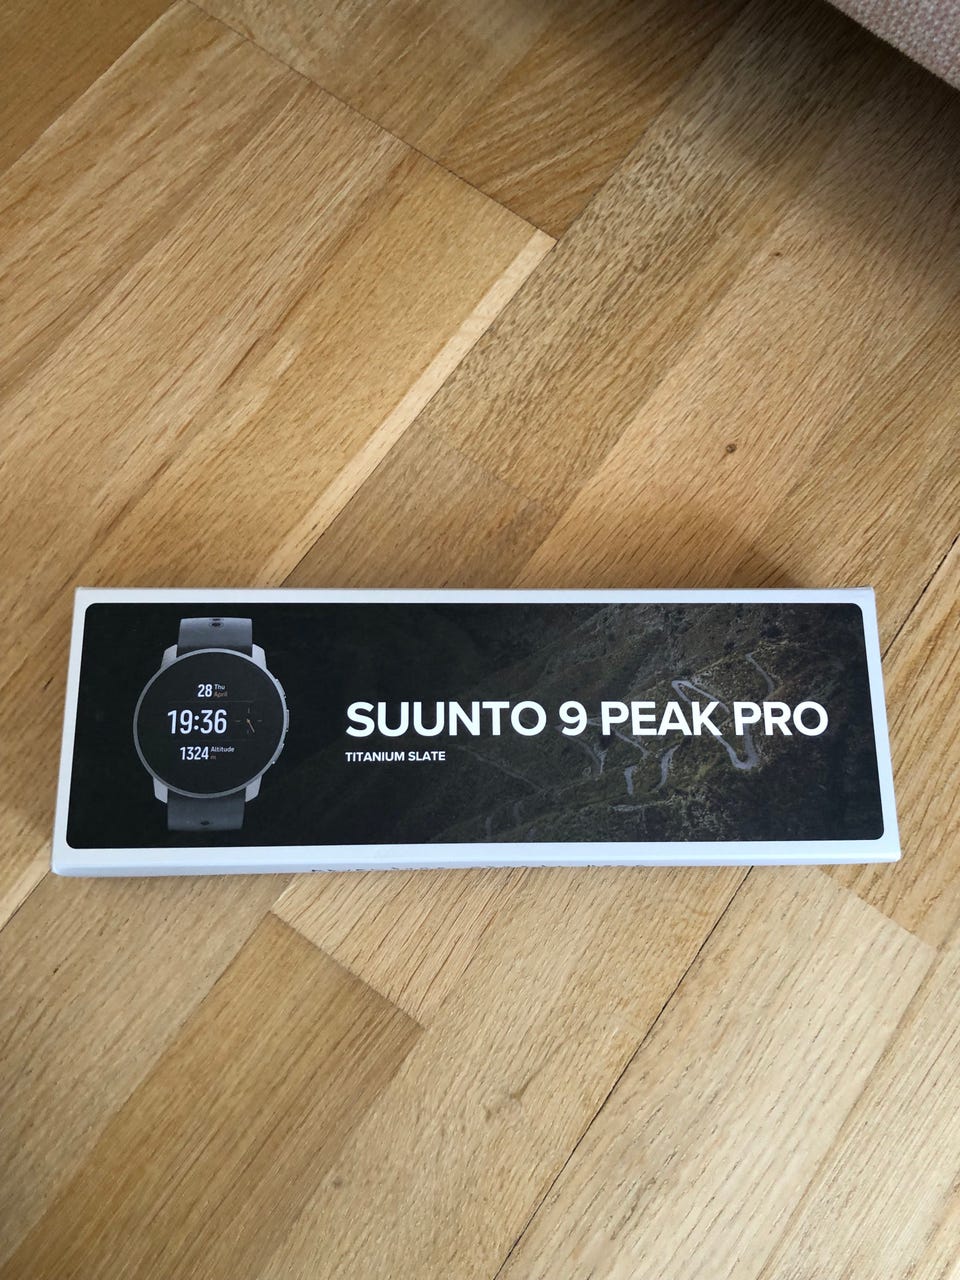 28 Thu
April
19:36
1324 Altitude
m
SUUNTO 9 PEAK PRO
TITANIUM SLATE